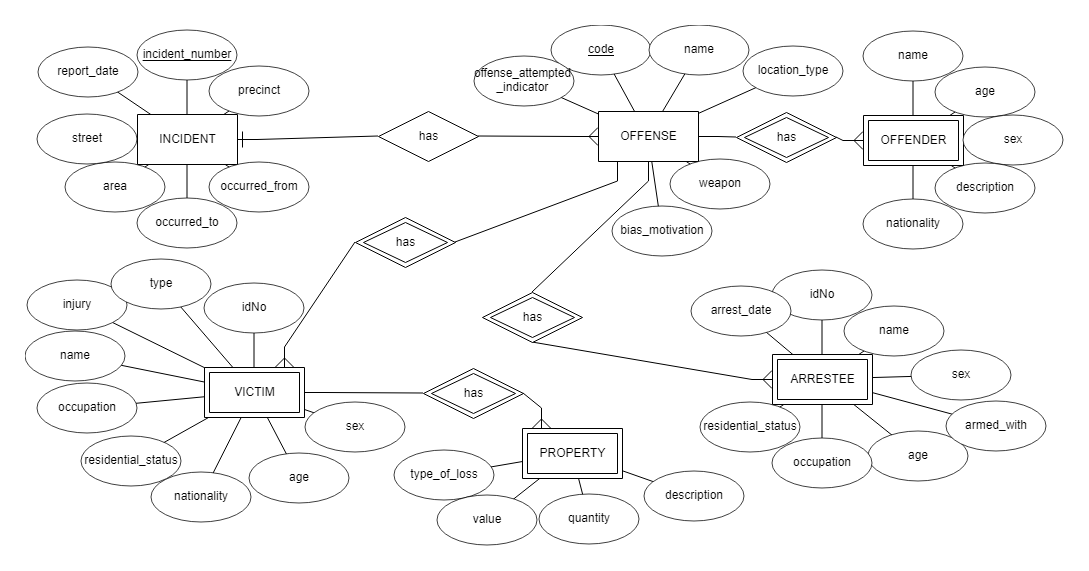 incident_number
report_date
precinct
street
INCIDENT
area
occurred_from
occurred_to
has
code
name
offense_attempted
_indicator
location_type
OFFENSE
weapon
bias_motivation
has
name
age
OFFENDER
sex
description
nationality
has
has
type
injury
idNo
name
VICTIM
occupation
sex
residential_status
age
nationality
has
PROPERTY
type_of_loss
description
value
quantity
idNo
arrest_date
name
ARRESTEE
sex
residential_status
armed_with
occupation
age